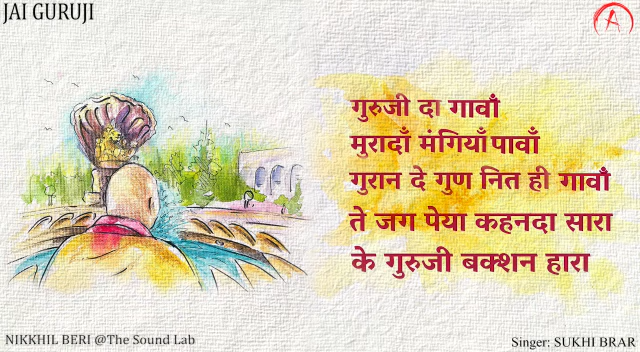 JAI GURUJI
A
गुरुजी दा गावाँ
मुरादाँ मंगियाँ पावाँ
गुरान दे गुण नित ही गावाँ
ते जग पेया कहनदा सारा
के गुरुजी बक्शन हारा
NIKKHIL BERI @The Sound Lab
Singer: SUKHI BRAR